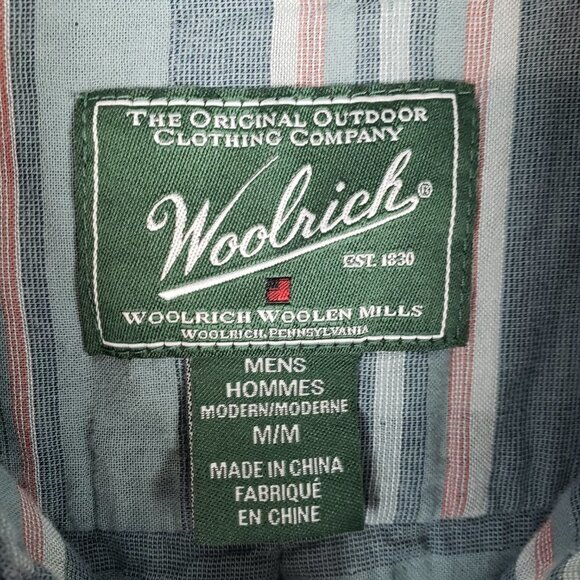 THE ORIGINAL OUTDOOR
CLOTHING COMPANY
Woolrich®
EST. 1830
WOOLRICH WOOLEN MILLS
WOOLRICH, PENNSYLVANIA
MENS
HOMMES
MODERN/MODERNE
M/M
MADE IN CHINA
FABRIQUÉ
EN CHINE